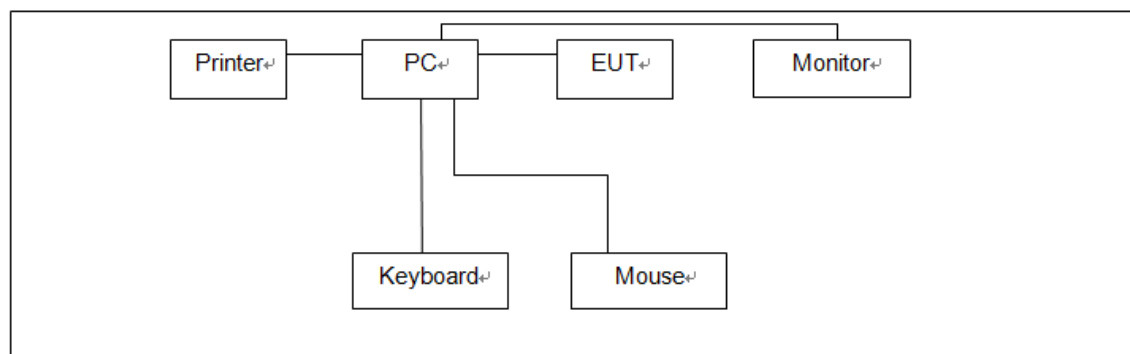 Printer↵
PC↵
EUT↵
Monitor↵
Keyboard↵
Mouse↵